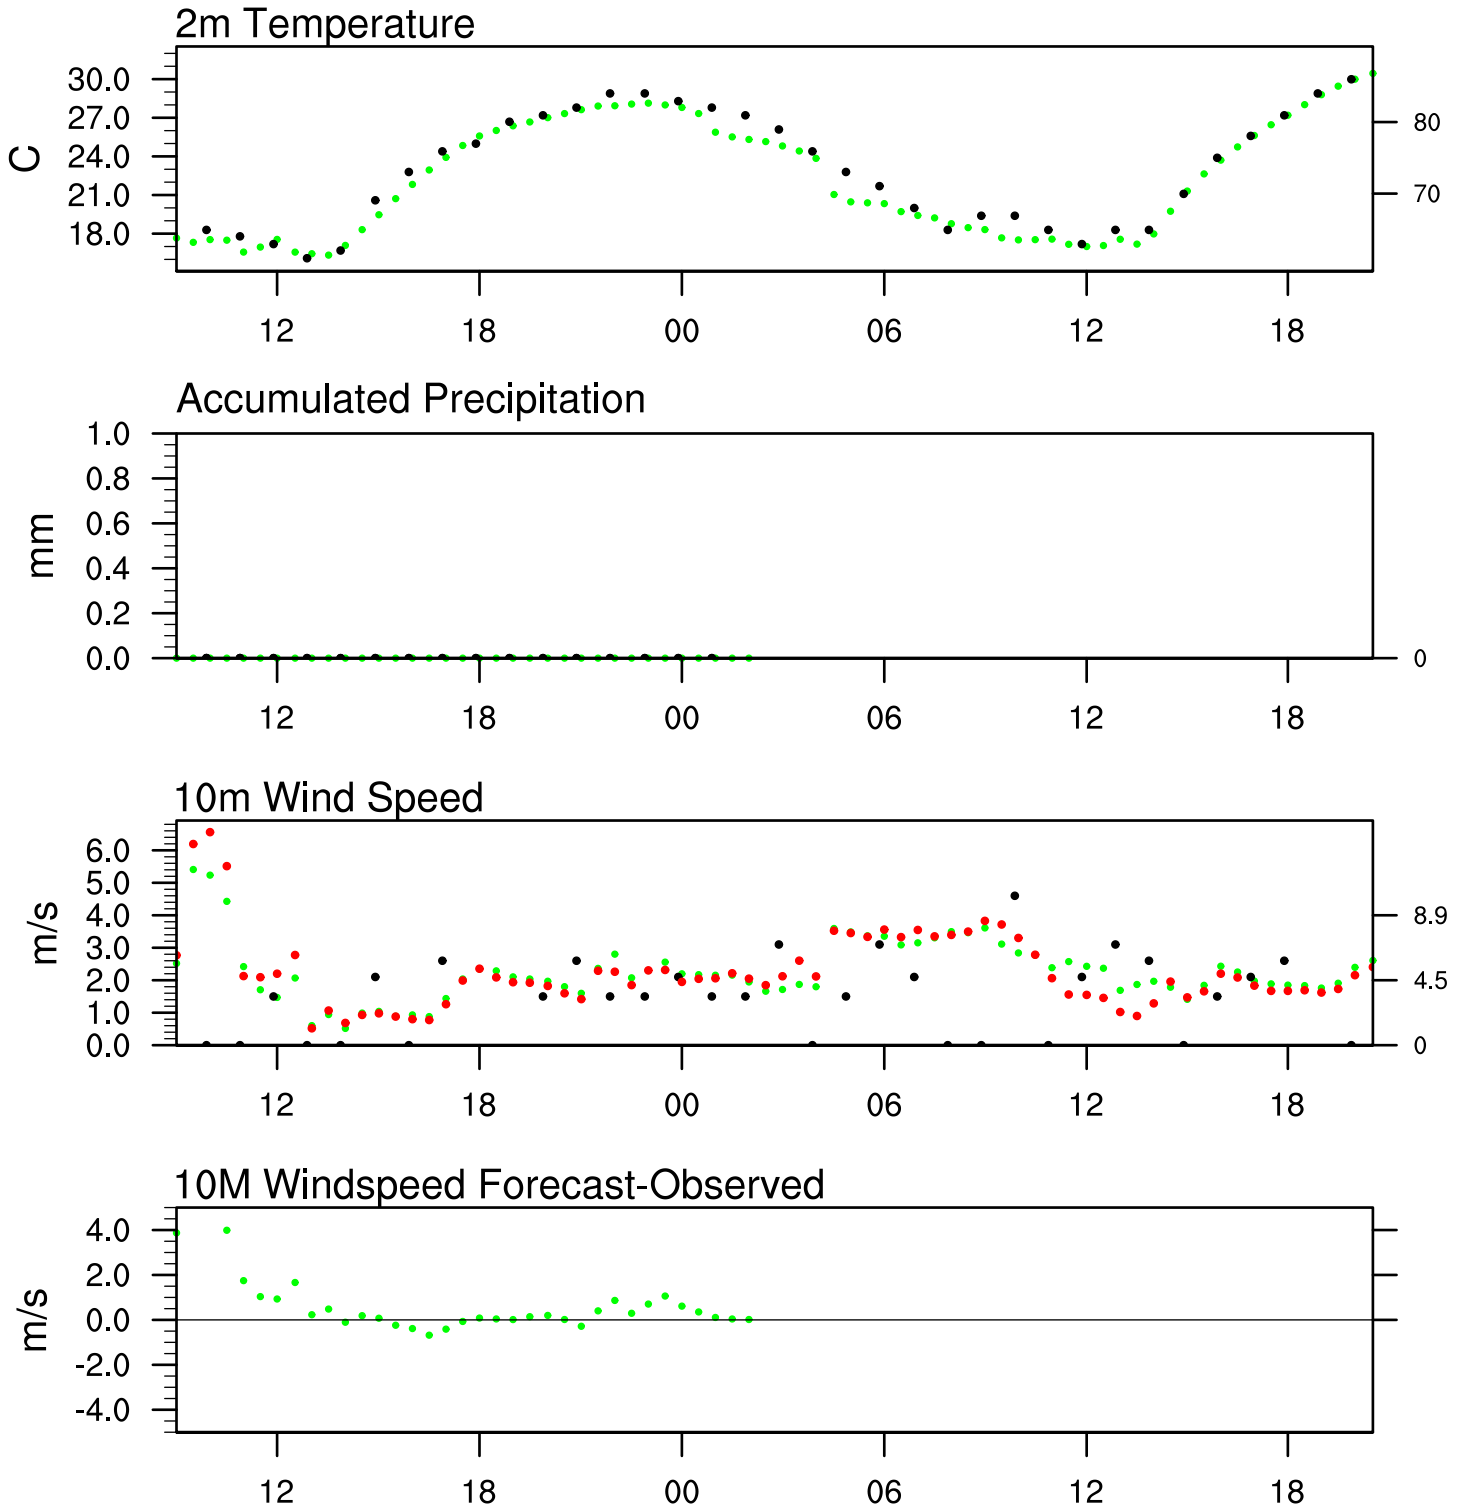 2m Temperature
30.0
27.0
24.0
21.0
18.0
C
80
70
12 18 00 06 12 18
Accumulated Precipitation
1.0
0.8
0.6
0.4
0.2
0.0
mm
0
12 18 00 06 12 18
10m Wind Speed
6.0
5.0
4.0
3.0
2.0
1.0
0.0
m/s
8.9
4.5
0
12 18 00 06 12 18
10M Windspeed Forecast-Observed
4.0
2.0
0.0
-2.0
-4.0
m/s
12 18 00 06 12 18